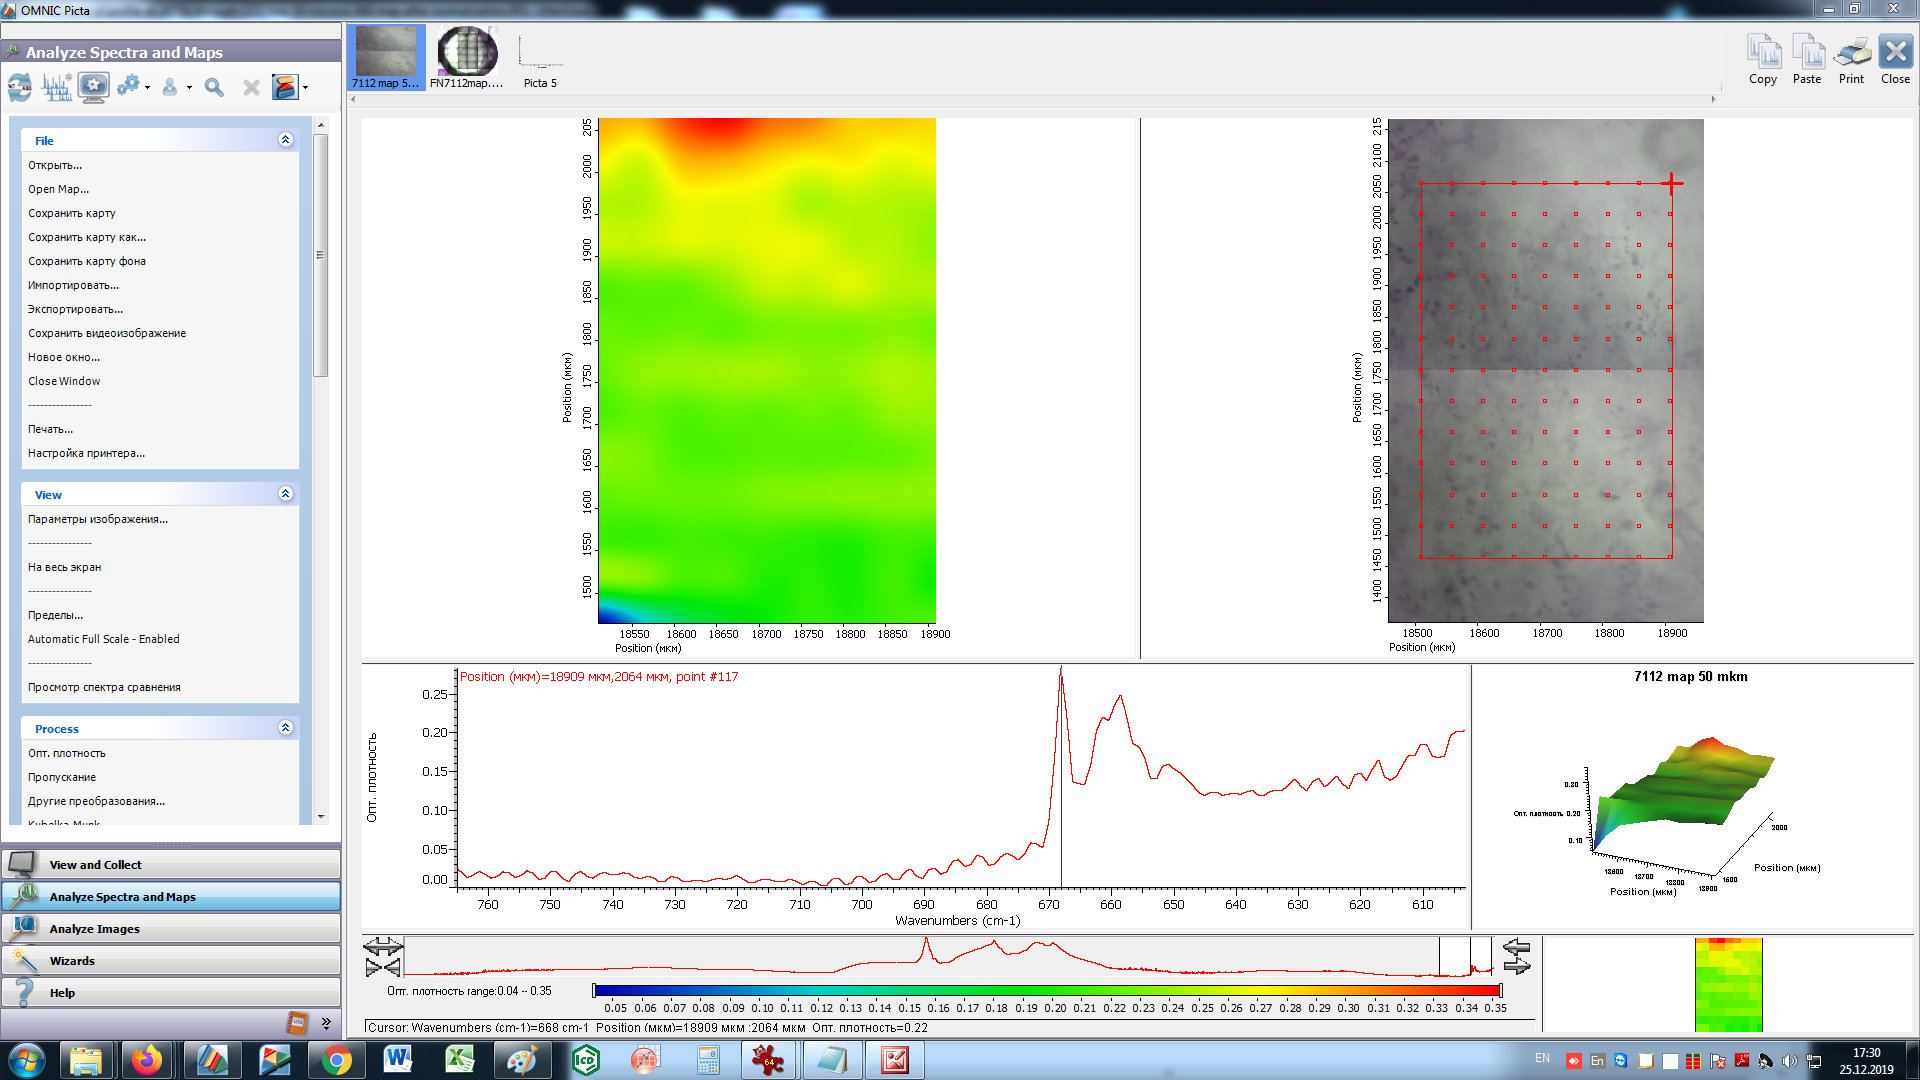 OMNIC Picta
Analyze Spectra and Maps
File
Открыть...
Open Map...
Сохранить карту
Сохранить карту как...
Сохранить карту фона
Импортировать...
Экспортировать...
Сохранить видеоизображение
Новое окно...
Close Window
----------------
Печать...
Настройка принтера...
View
Параметры изображения...
----------------
На весь экран
----------------
Пределы...
Automatic Full Scale - Enabled
----------------
Просмотр спектра сравнения
Process
Опт. плотность
Пропускание
Другие преобразования...
View and Collect
Analyze Spectra and Maps
Analyze Images
Wizards
Help
7112 map 5... FN7112map.... Picta 5
Copy Paste Print Close
205
2000
1950
1900
1850
1800
1750
1700
1650
1600
1550
1500
Position (мкм)
18550 18600 18650 18700 18750 18800 18850 18900
Position (мкм)
215
2100
2050
2000
1950
1900
1850
1800
1750
1700
1650
1600
1550
1500
1450
1400
Position (мкм)
18500 18600 18700 18800 18900
Position (мкм)
Position (мкм)=18909 мкм,2064 мкм, point #117
0.25
0.20
0.15
0.10
0.05
0.00
Опт. плотность
760 750 740 730 720 710 700 690 680 670 660 650 640 630 620 610
Wavenumbers (cm-1)
7112 map 50 mkm
0.30
Опт. плотность 0.20
0.10
2000
1600
Position (мкм)
18600 18700 18800 18900
Position (мкм)
Опт. плотность range:0.04 -- 0.35
0.05 0.06 0.07 0.08 0.09 0.10 0.11 0.12 0.13 0.14 0.15 0.16 0.17 0.18 0.19 0.20 0.21 0.22 0.23 0.24 0.25 0.26 0.27 0.28 0.29 0.30 0.31 0.32 0.33 0.34 0.35
Cursor: Wavenumbers (cm-1)=668 cm-1 Position (мкм)=18909 мкм :2064 мкм Опт. плотность=0.22
64
EN
En
17:30
25.12.2019